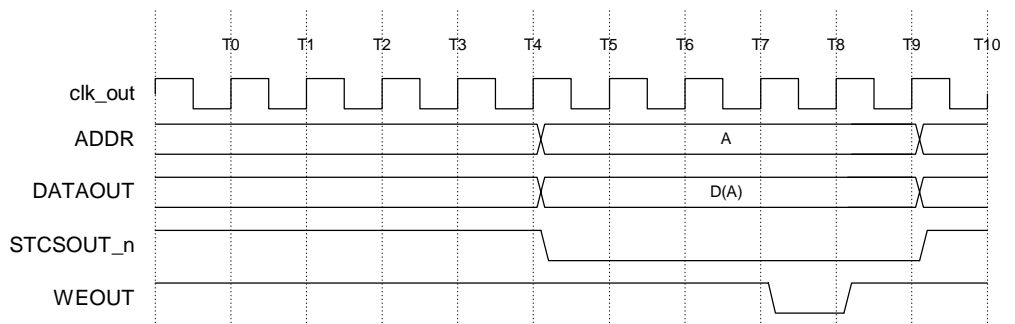 T0 T1 T2 T3 T4 T5 T6 T7 T8 T9 T10
clk_out
ADDR A
DATAOUT D(A)
STCSOUT_n
WEOUT